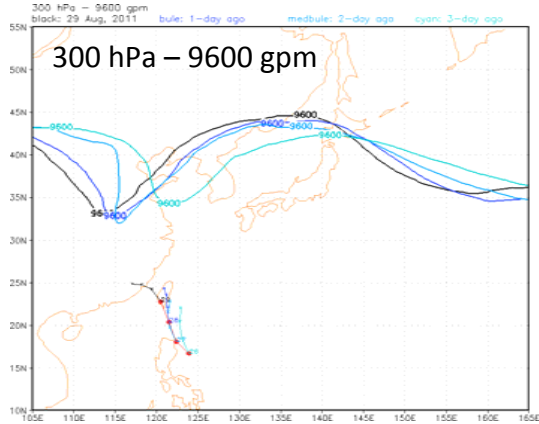 300 hPa – 9600 gpm
black: 29 Aug, 2011 bule: 1-day ago medbule: 2-day ago cyan: 3-day ago
300 hPa – 9600 gpm
55N
50N
45N
40N
35N
30N
25N
20N
15N
10N
9600
9600
9600
9600
9600
9600
9600
105E 110E 115E 120E 125E 130E 135E 140E 145E 150E 155E 160E 165E